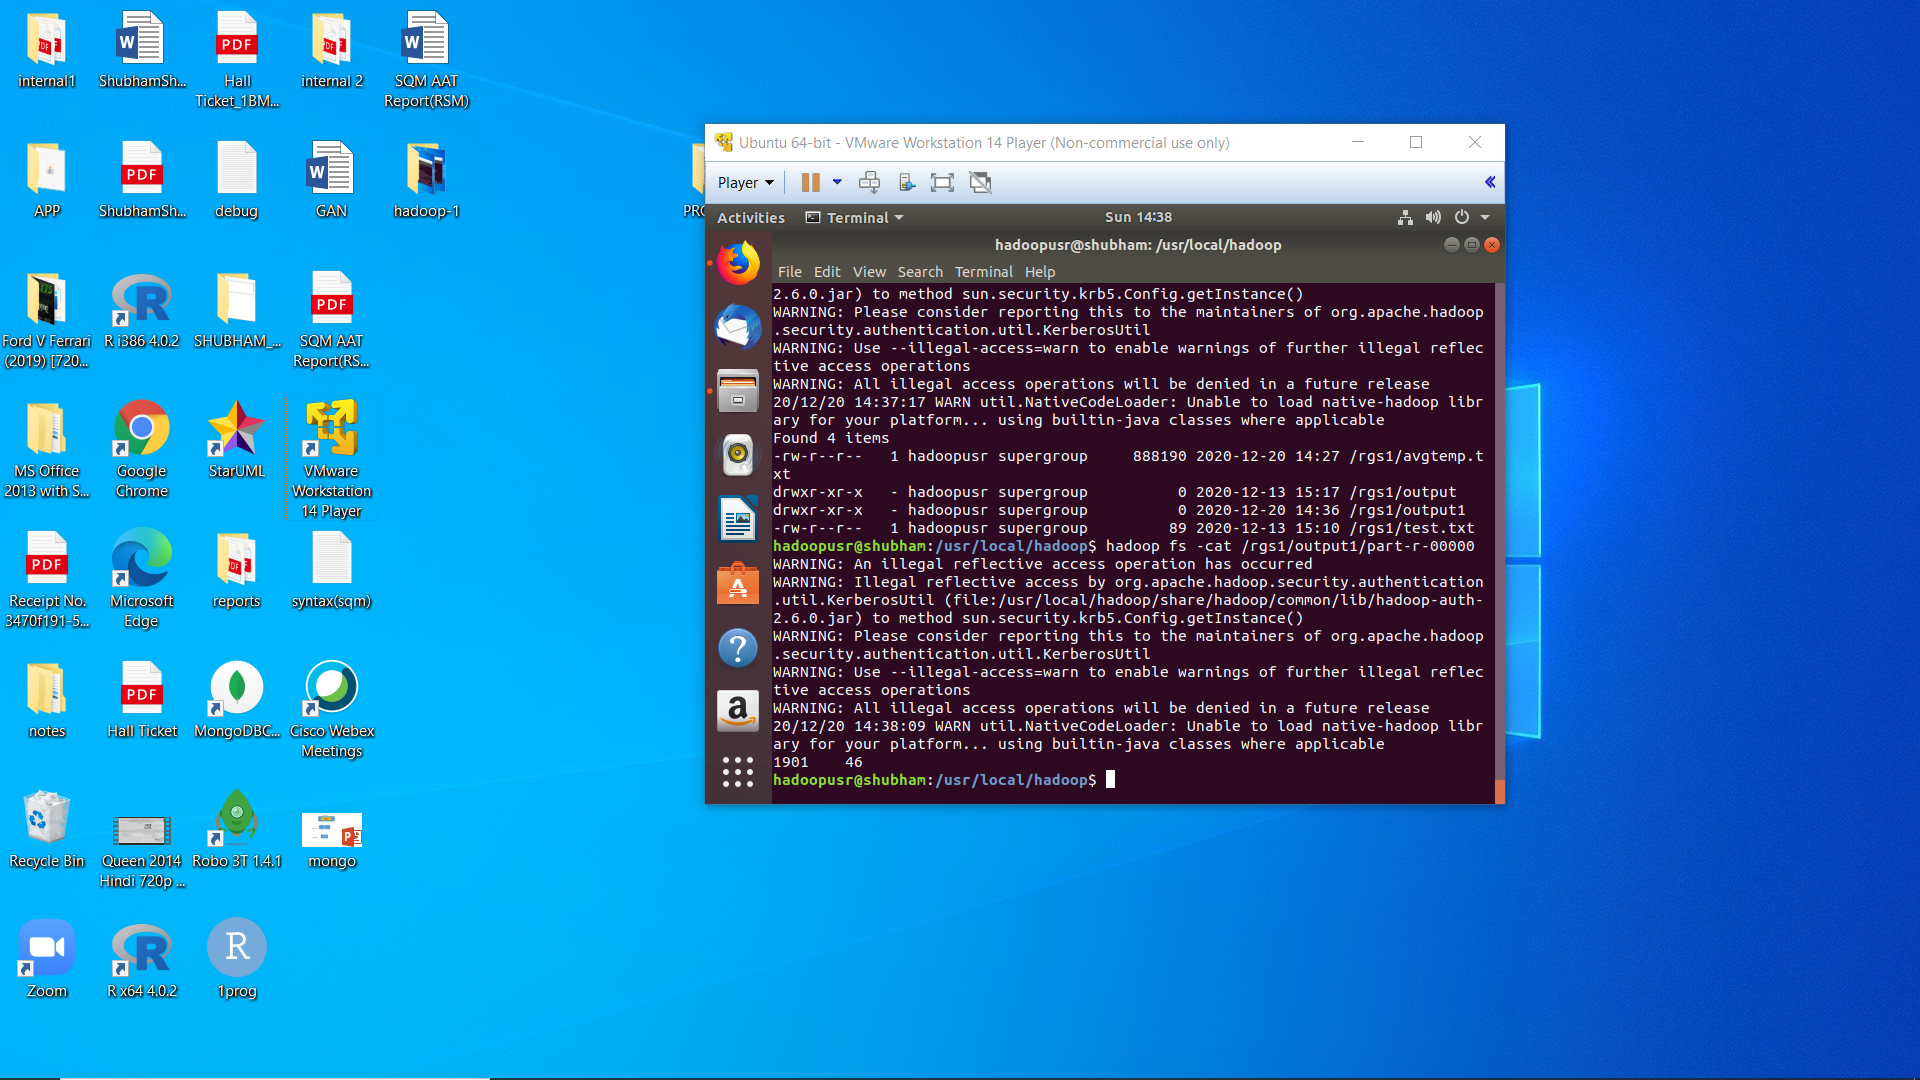 internal1
ShubhamSh...
Hall
Ticket_1BM...
internal 2
SQM AAT
Report(RSM)
APP
ShubhamSh...
debug
GAN
hadoop-1
Ford V Ferrari
(2019) [720...
R i386 4.0.2
SHUBHAM_...
SQM AAT
Report(RS...
MS Office
2013 with S...
Google
Chrome
StarUML
VMware
Workstation
14 Player
Receipt No.
3470f191-5...
Microsoft
Edge
reports
syntax(sqm)
notes
Hall Ticket
MongoDBC...
Cisco Webex
Meetings
Recycle Bin
Queen 2014
Hindi 720p ...
Robo 3T 1.4.1
mongo
Zoom
R x64 4.0.2
1prog
Ubuntu 64-bit - VMware Workstation 14 Player (Non-commercial use only)
Player
Activities Terminal Sun 14:38
hadoopusr@shubham: /usr/local/hadoop
File Edit View Search Terminal Help
2.6.0.jar) to method sun.security.krb5.Config.getInstance()
WARNING: Please consider reporting this to the maintainers of org.apache.hadoop
.security.authentication.util.KerberosUtil
WARNING: Use --illegal-access=warn to enable warnings of further illegal reflec
tive access operations
WARNING: All illegal access operations will be denied in a future release
20/12/20 14:37:17 WARN util.NativeCodeLoader: Unable to load native-hadoop libr
ary for your platform... using builtin-java classes where applicable
Found 4 items
-rw-r--r--   1 hadoopusr supergroup     888190 2020-12-20 14:27 /rgs1/avgtemp.t
xt
drwxr-xr-x   - hadoopusr supergroup          0 2020-12-13 15:17 /rgs1/output
drwxr-xr-x   - hadoopusr supergroup          0 2020-12-20 14:36 /rgs1/output1
-rw-r--r--   1 hadoopusr supergroup         89 2020-12-13 15:10 /rgs1/test.txt
hadoopusr@shubham:/usr/local/hadoop$ hadoop fs -cat /rgs1/output1/part-r-00000
WARNING: An illegal reflective access operation has occurred
WARNING: Illegal reflective access by org.apache.hadoop.security.authentication
.util.KerberosUtil (file:/usr/local/hadoop/share/hadoop/common/lib/hadoop-auth-
2.6.0.jar) to method sun.security.krb5.Config.getInstance()
WARNING: Please consider reporting this to the maintainers of org.apache.hadoop
.security.authentication.util.KerberosUtil
WARNING: Use --illegal-access=warn to enable warnings of further illegal reflec
tive access operations
WARNING: All illegal access operations will be denied in a future release
20/12/20 14:38:09 WARN util.NativeCodeLoader: Unable to load native-hadoop libr
ary for your platform... using builtin-java classes where applicable
1901    46
hadoopusr@shubham:/usr/local/hadoop$